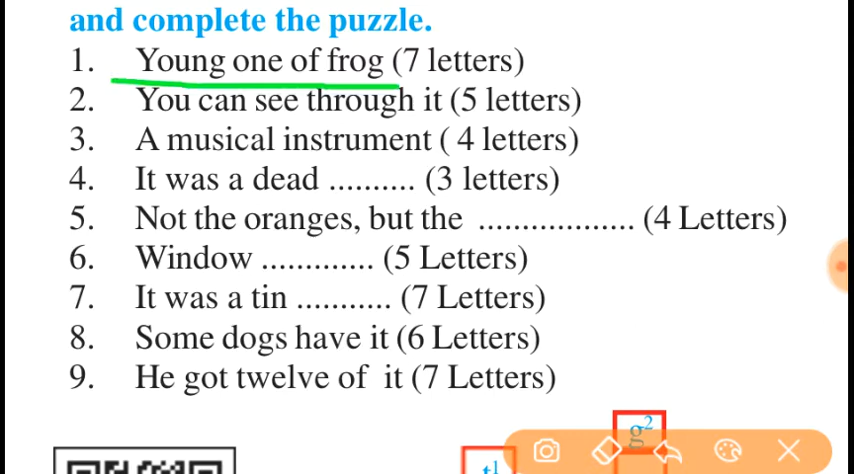 and complete the puzzle.
1. Young one of frog (7 letters)
2. You can see through it (5 letters)
3. A musical instrument ( 4 letters)
4. It was a dead .......... (3 letters)
5. Not the oranges, but the .................. (4 Letters)
6. Window ............. (5 Letters)
7. It was a tin ........... (7 Letters)
8. Some dogs have it (6 Letters)
9. He got twelve of it (7 Letters)
g2
t1